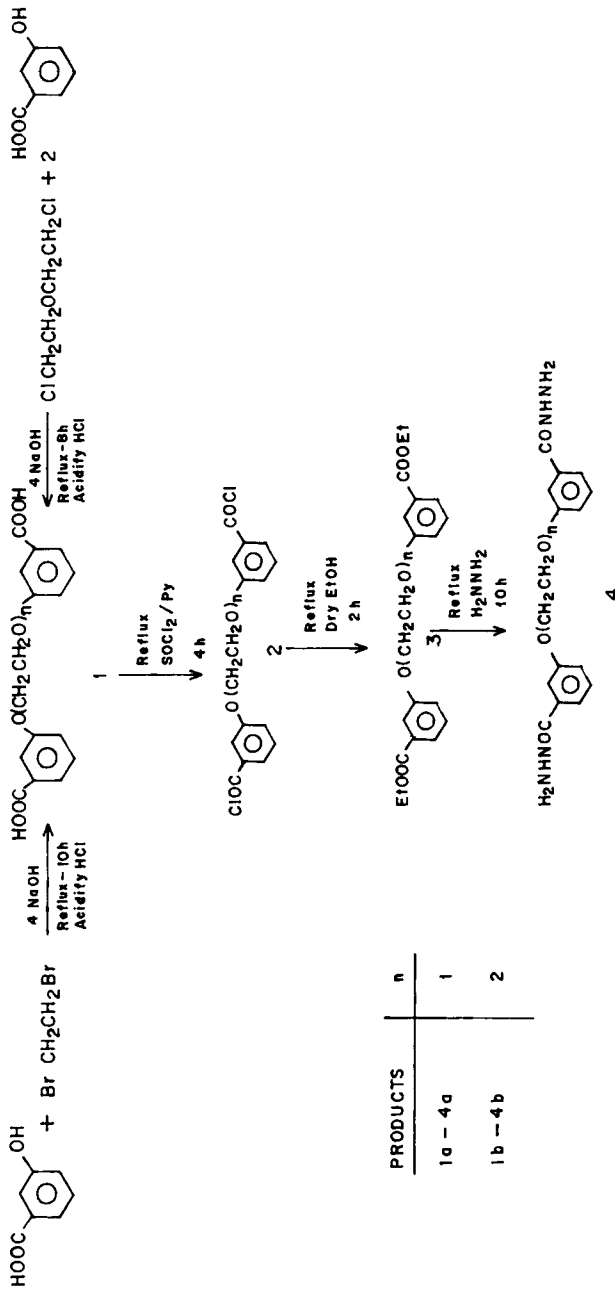 HOOC OH + Br CH2CH2Br
4 NaOH
Reflux-10h
Acidify HCl
HOOC O(CH2CH2O)n COOH
1
4 NaOH
Reflux-8h
Acidify HCl
ClCH2CH2OCH2CH2Cl + 2 HOOC OH
Reflux
SOCl2/Py
4h
ClOC O(CH2CH2O)n COCl
2
Reflux
Dry EtOH
2 h
EtOOC O(CH2CH2O)n COOEt
3
Reflux
H2NNH2
10h
H2NHNOC O(CH2CH2O)n CONHNH2
4
PRODUCTS n
1a - 4a 1
1b - 4b 2